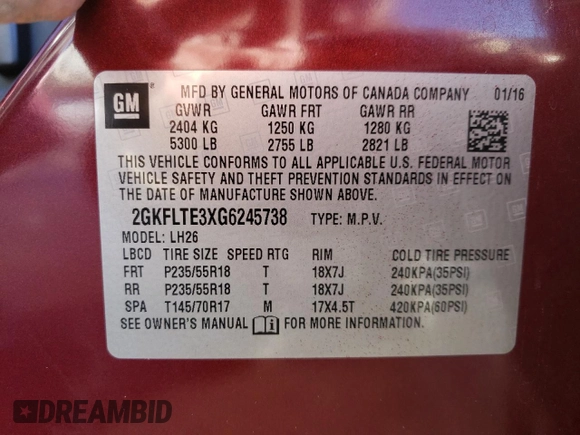 GM
MFD BY GENERAL MOTORS OF CANADA COMPANY 01/16
GVWR GAWR FRT GAWR RR
2404 KG 1250 KG 1280 KG
5300 LB 2755 LB 2821 LB
THIS VEHICLE CONFORMS TO ALL APPLICABLE U.S. FEDERAL MOTOR
VEHICLE SAFETY AND THEFT PREVENTION STANDARDS IN EFFECT ON
THE DATE OF MANUFACTURE SHOWN ABOVE.
2GKFLTE3XG6245738 TYPE: M.P.V.
MODEL: LH26
LBCD TIRE SIZE SPEED RTG RIM COLD TIRE PRESSURE
FRT P235/55R18 T 18X7J 240KPA(35PSI)
RR P235/55R18 T 18X7J 240KPA(35PSI)
SPA T145/70R17 M 17X4.5T 420KPA(60PSI)
SEE OWNER'S MANUAL FOR MORE INFORMATION.
DREAMBID